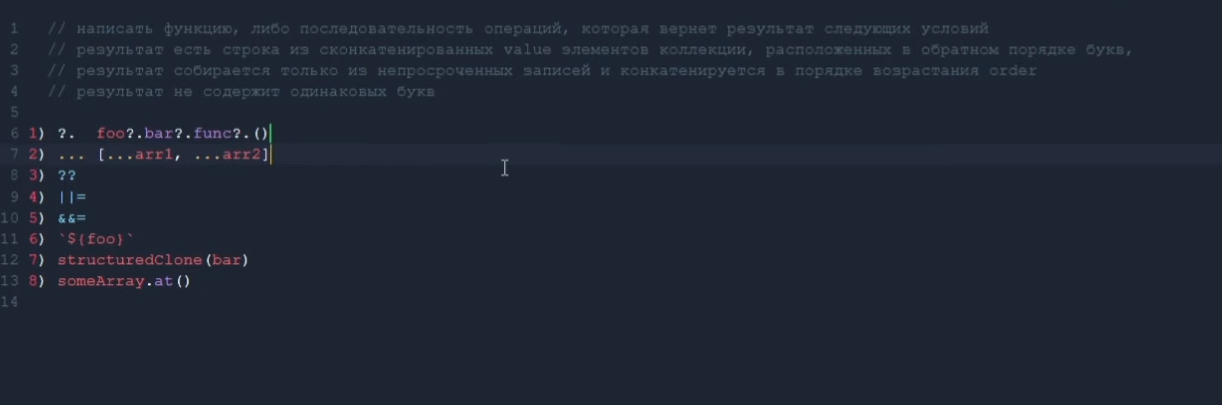 1 // написать функцию, либо последовательность операций, которая вернет результат следующих условий
2 // результат есть строка из сконкатенированных value элементов коллекции, расположенных в обратном порядке букв,
3 // результат собирается только из непросроченных записей и конкатенируется в порядке возрастания order
4 // результат не содержит одинаковых букв
5
6 1) ?. foo?.bar?.func?.()
7 2) ... [...arr1, ...arr2]
8 3) ??
9 4) ||=
10 5) &&=
11 6) `${foo}`
12 7) structuredClone(bar)
13 8) someArray.at()
14